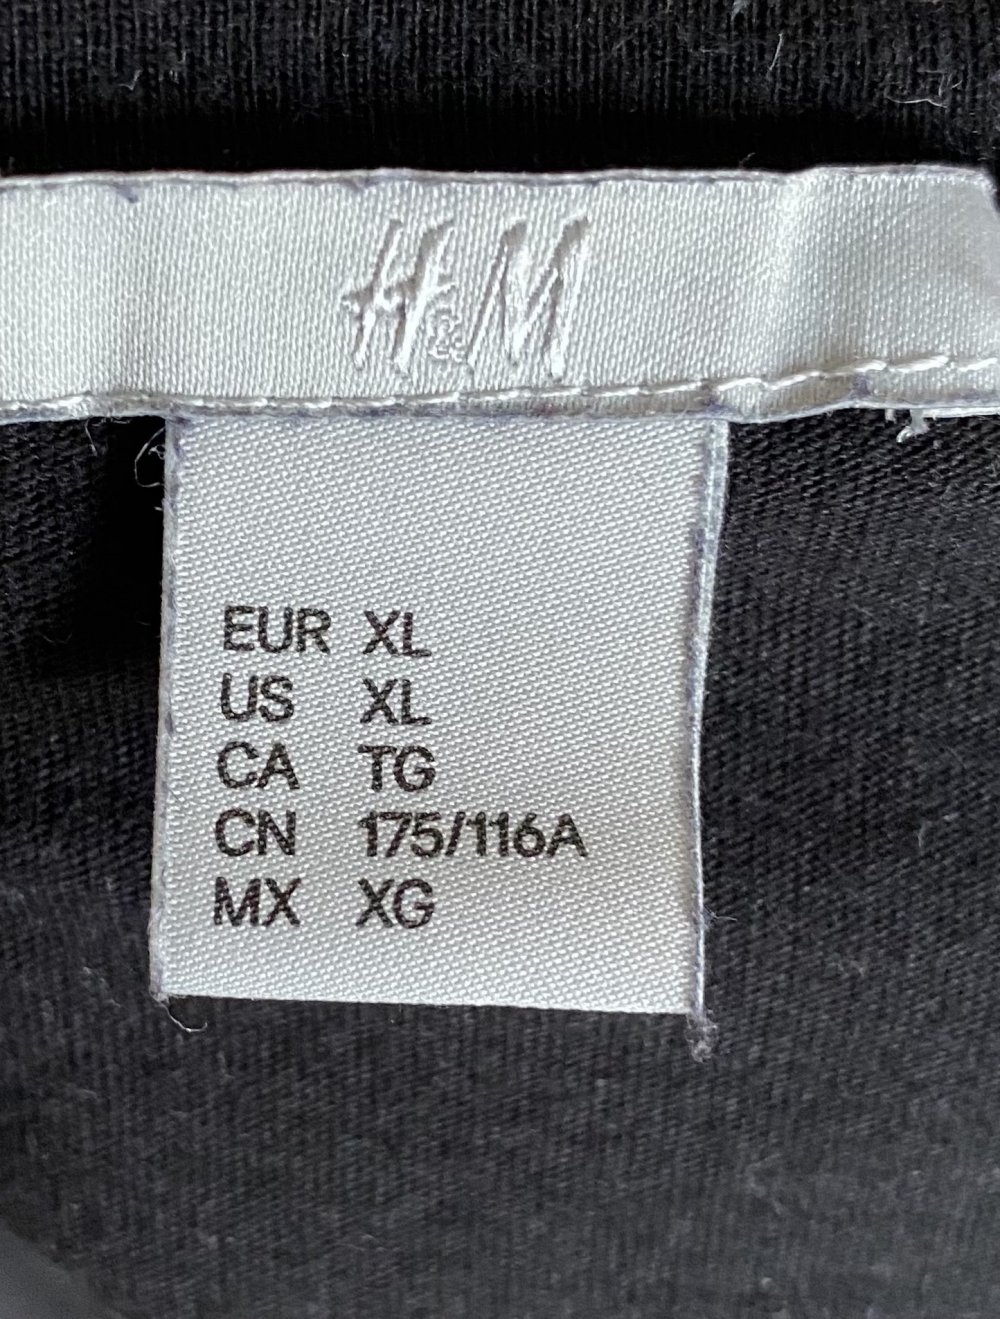 H&M
EUR XL
US XL
CA TG
CN 175/116A
MX XG